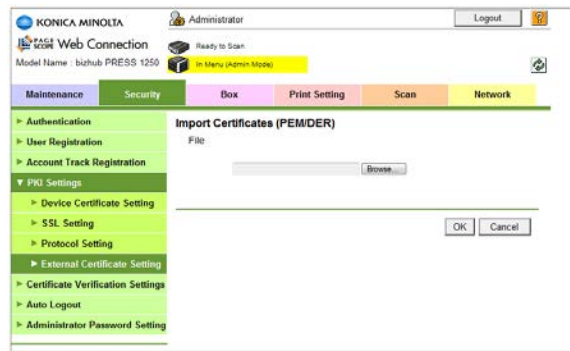 KONICA MINOLTA
Administrator
Logout
?
PAGE SCOPE Web Connection
Ready to Scan
Model Name : bizhub PRESS 1250
In Menu (Admin Mode)
Maintenance
Security
Box
Print Setting
Scan
Network
Authentication
User Registration
Account Track Registration
PKI Settings
Device Certificate Setting
SSL Setting
Protocol Setting
External Certificate Setting
Certificate Verification Settings
Auto Logout
Administrator Password Setting
Import Certificates (PEM/DER)
File
Browse...
OK
Cancel